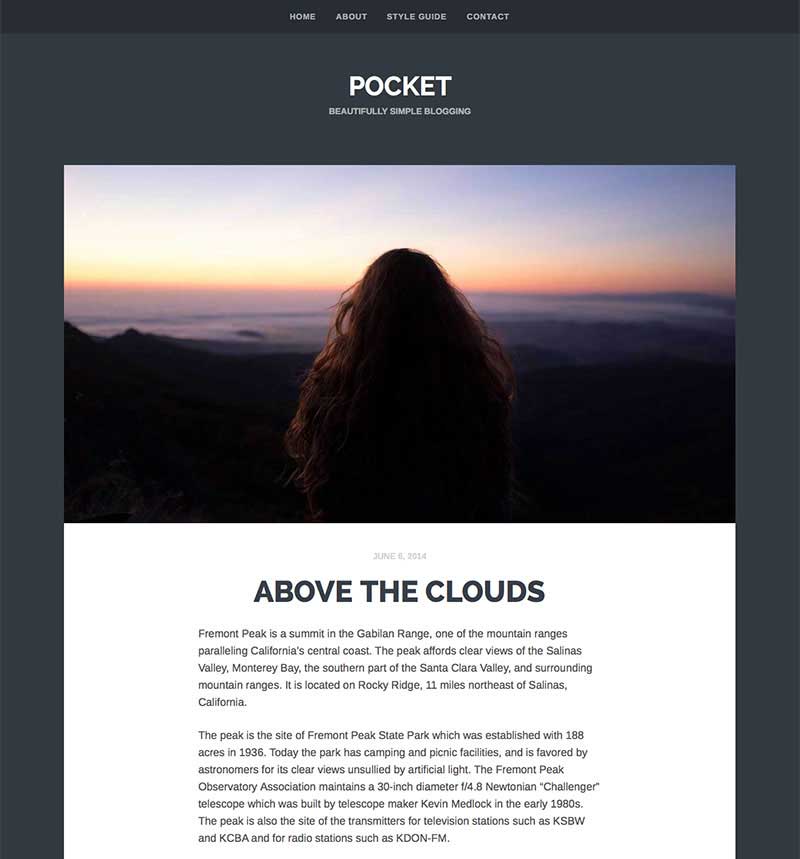 HOME ABOUT STYLE GUIDE CONTACT
POCKET
BEAUTIFULLY SIMPLE BLOGGING
JUNE 6, 2014
ABOVE THE CLOUDS
Fremont Peak is a summit in the Gabilan Range, one of the mountain ranges
paralleling California's central coast. The peak affords clear views of the Salinas
Valley, Monterey Bay, the southern part of the Santa Clara Valley, and surrounding
mountain ranges. It is located on Rocky Ridge, 11 miles northeast of Salinas,
California.
The peak is the site of Fremont Peak State Park which was established with 188
acres in 1936. Today the park has camping and picnic facilities, and is favored by
astronomers for its clear views unsullied by artificial light. The Fremont Peak
Observatory Association maintains a 30-inch diameter f/4.8 Newtonian “Challenger”
telescope which was built by telescope maker Kevin Medlock in the early 1980s.
The peak is also the site of the transmitters for television stations such as KSBW
and KCBA and for radio stations such as KDON-FM.